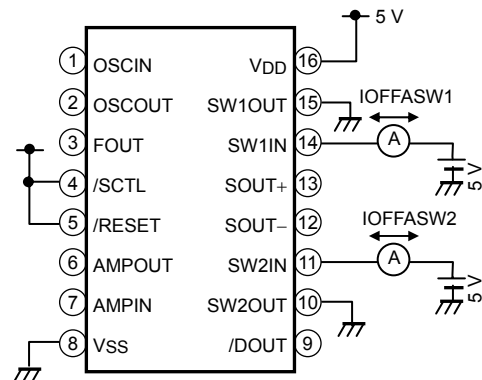 5 V
1 OSCIN
VDD 16
2 OSCOUT
SW1OUT 15
IOFFASW1
3 FOUT
SW1IN 14
A
4 /SCTL
SOUT+ 13
5 V
5 /RESET
SOUT− 12
IOFFASW2
6 AMPOUT
SW2IN 11
A
7 AMPIN
SW2OUT 10
5 V
8 VSS
/DOUT 9